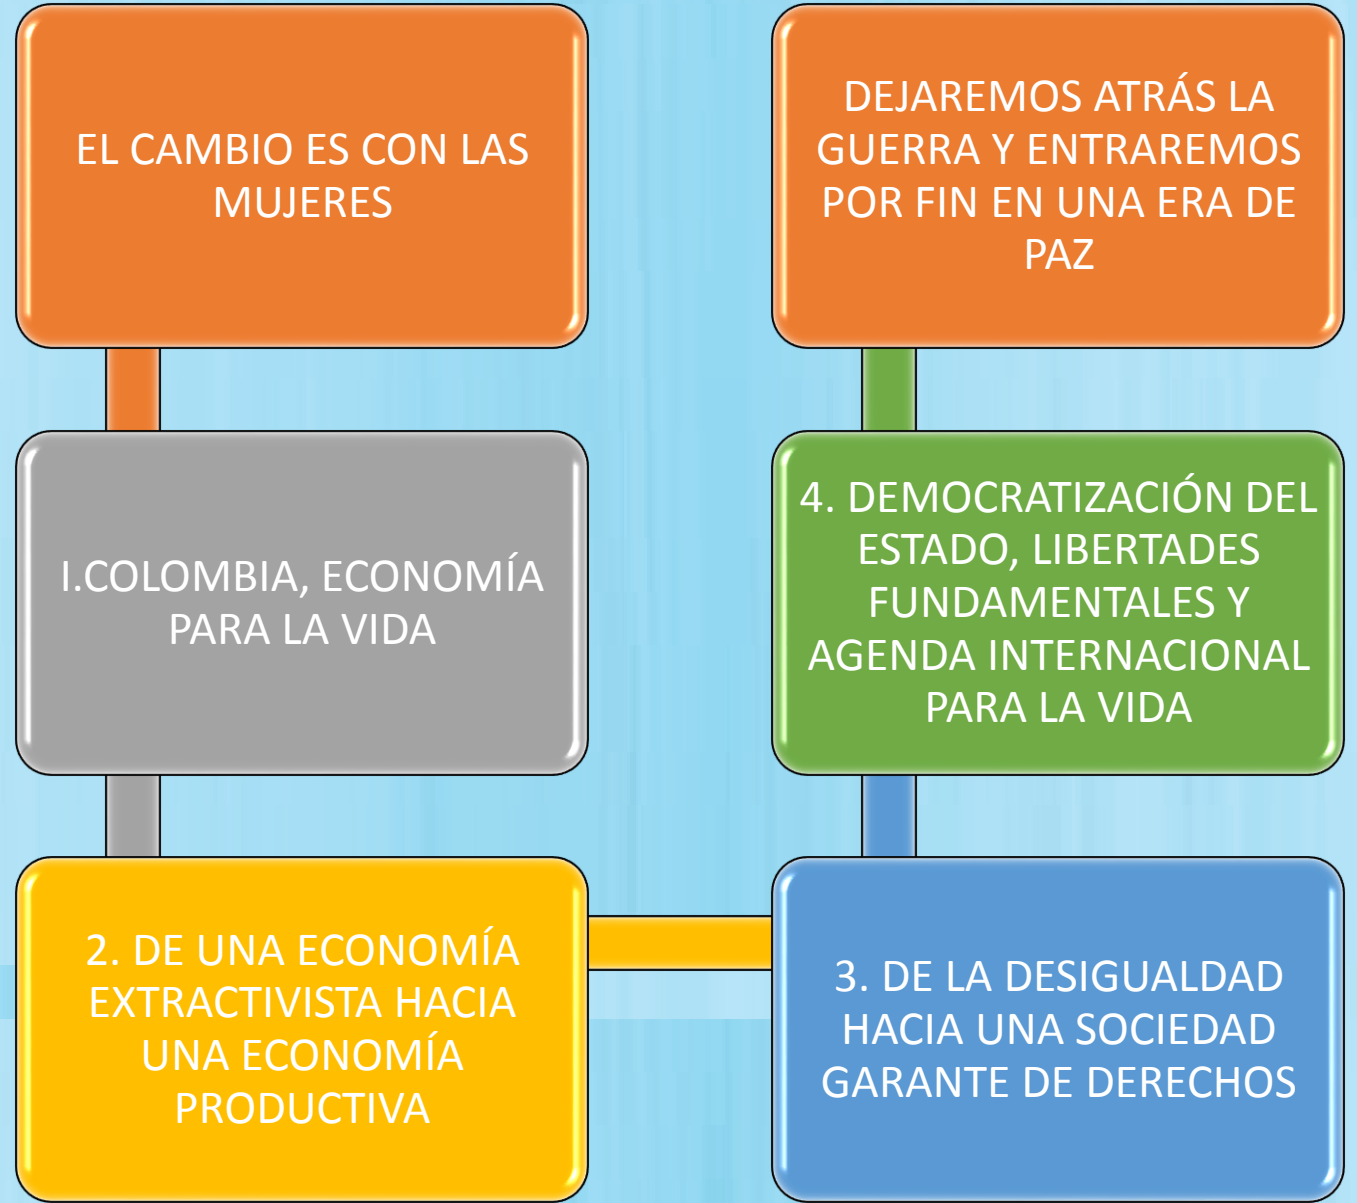 EL CAMBIO ES CON LAS
MUJERES
I.COLOMBIA, ECONOMÍA
PARA LA VIDA
2. DE UNA ECONOMÍA
EXTRACTIVISTA HACIA
UNA ECONOMÍA
PRODUCTIVA
3. DE LA DESIGUALDAD
HACIA UNA SOCIEDAD
GARANTE DE DERECHOS
4. DEMOCRATIZACIÓN DEL
ESTADO, LIBERTADES
FUNDAMENTALES Y
AGENDA INTERNACIONAL
PARA LA VIDA
DEJAREMOS ATRÁS LA
GUERRA Y ENTRAREMOS
POR FIN EN UNA ERA DE
PAZ